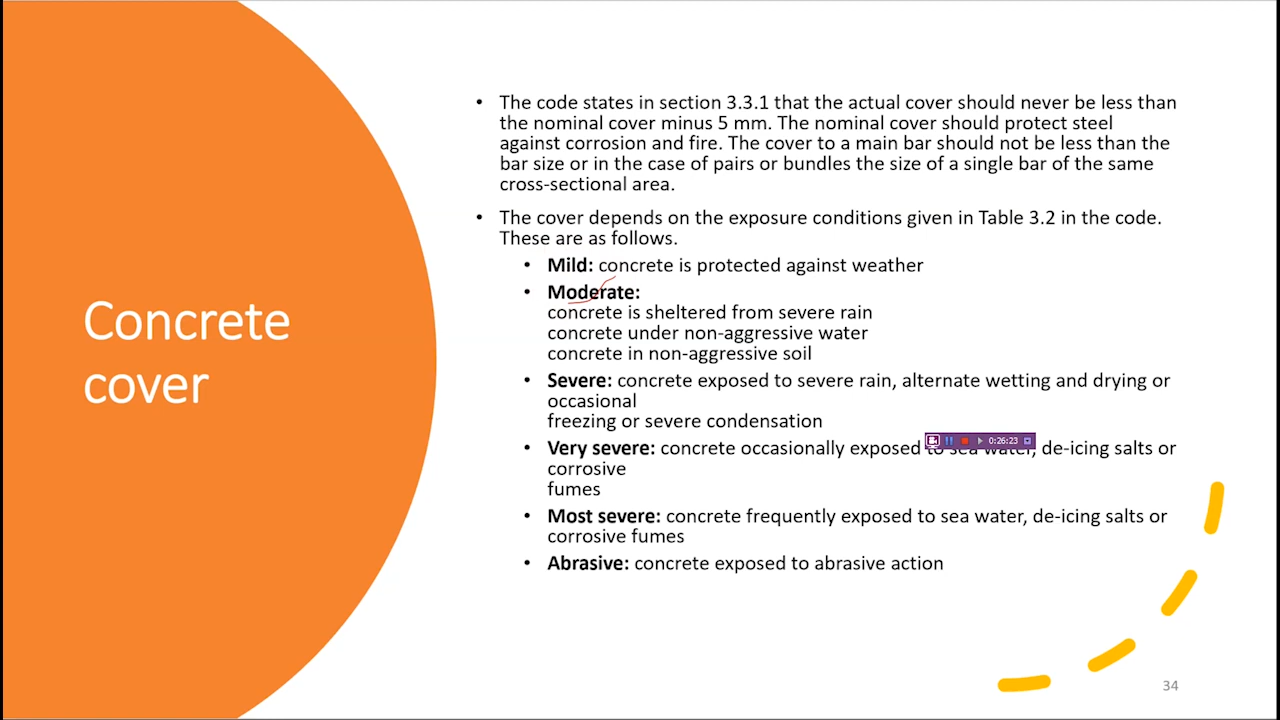 Concrete
cover
• The code states in section 3.3.1 that the actual cover should never be less than
the nominal cover minus 5 mm. The nominal cover should protect steel
against corrosion and fire. The cover to a main bar should not be less than the
bar size or in the case of pairs or bundles the size of a single bar of the same
cross-sectional area.
• The cover depends on the exposure conditions given in Table 3.2 in the code.
These are as follows.
• Mild: concrete is protected against weather
• Moderate:
concrete is sheltered from severe rain
concrete under non-aggressive water
concrete in non-aggressive soil
• Severe: concrete exposed to severe rain, alternate wetting and drying or
occasional
freezing or severe condensation
• Very severe: concrete occasionally exposed to sea water, de-icing salts or
corrosive
fumes
0:26:23
• Most severe: concrete frequently exposed to sea water, de-icing salts or
corrosive fumes
• Abrasive: concrete exposed to abrasive action
34